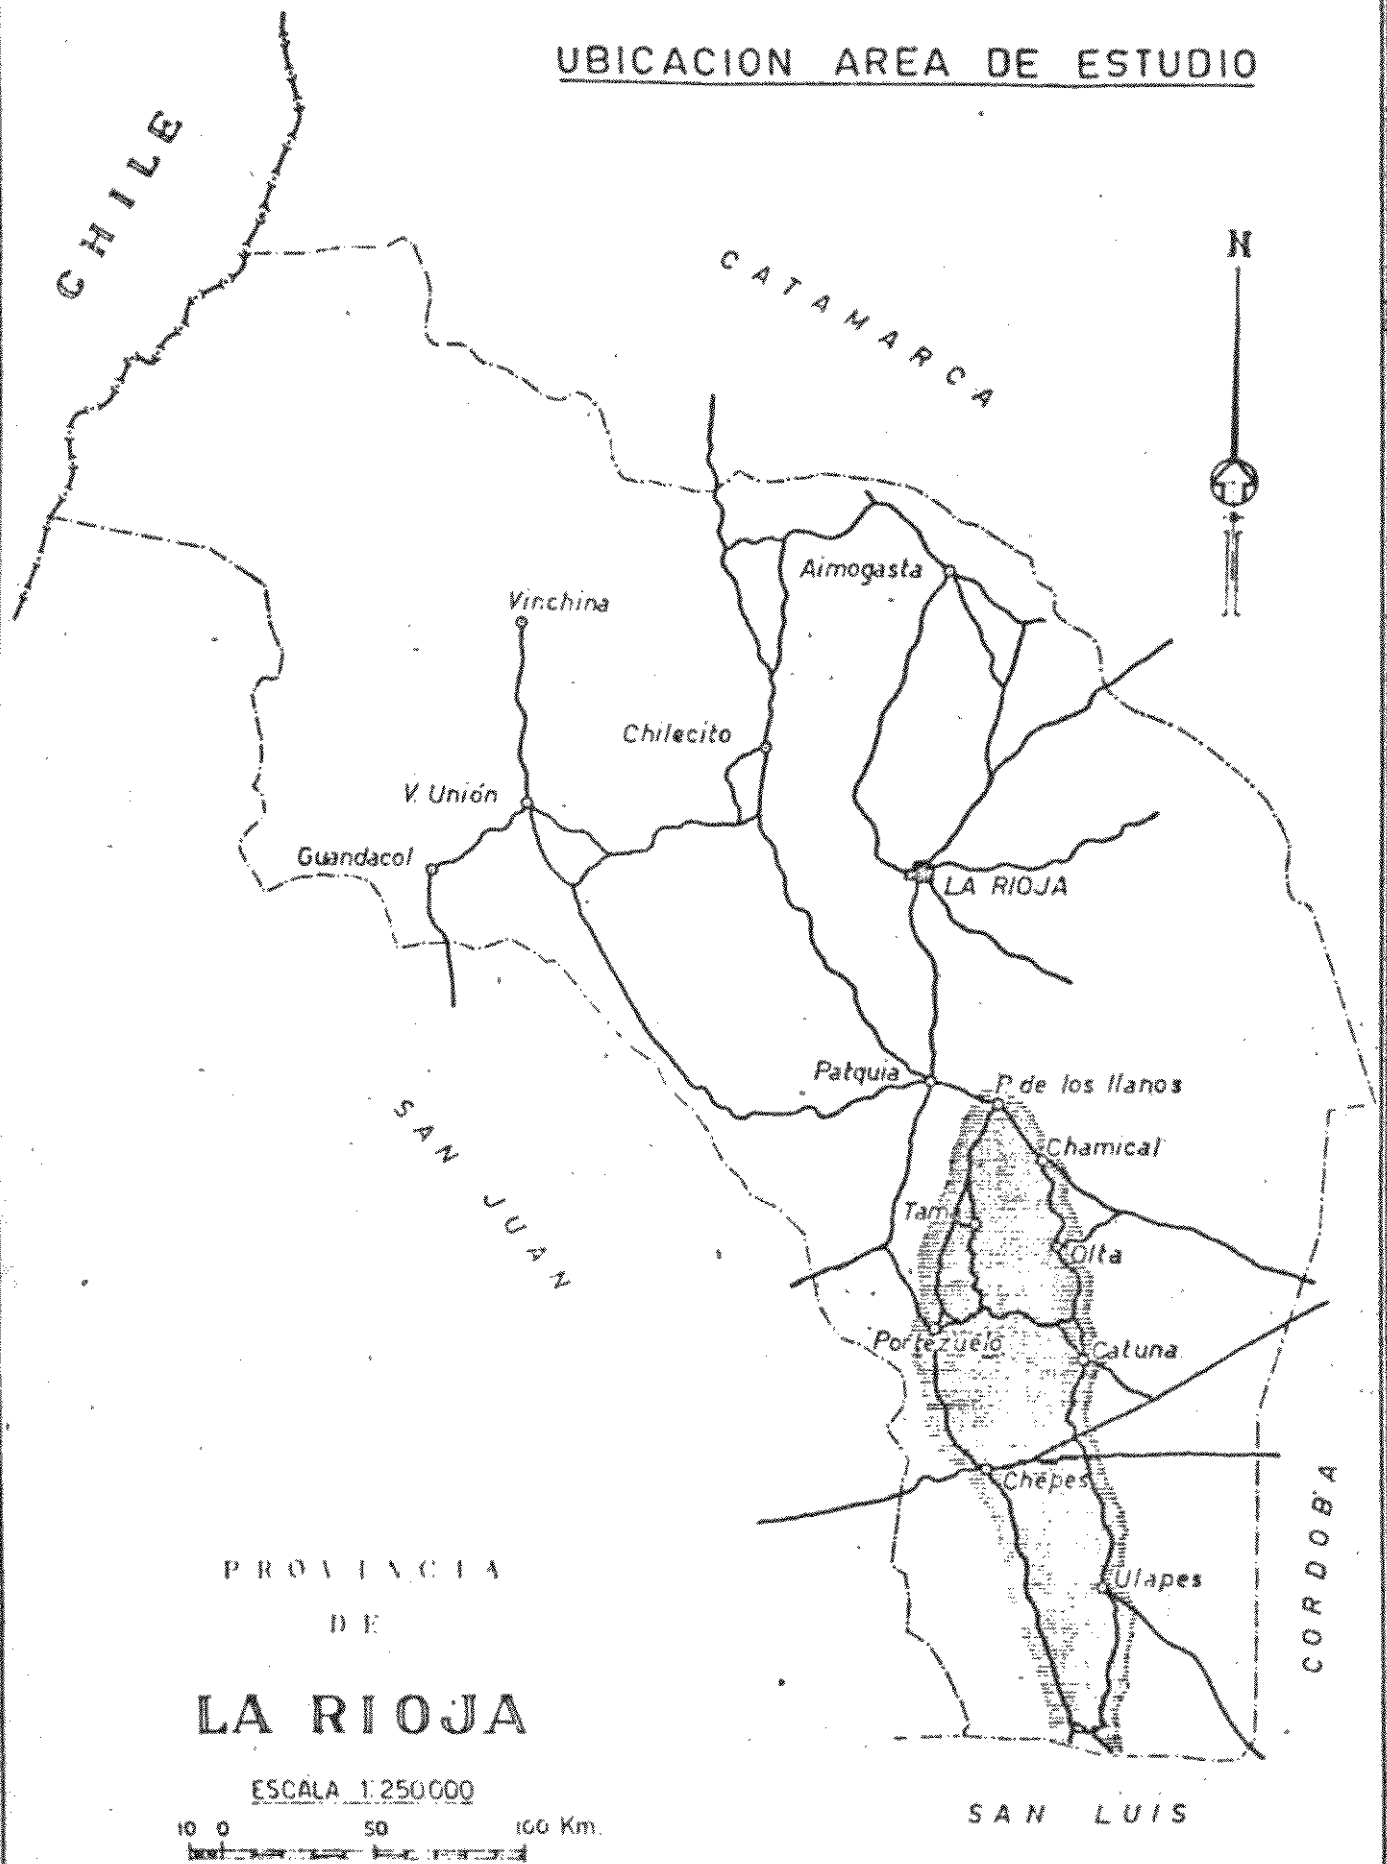 UBICACION AREA DE ESTUDIO
CHILE
CATAMARCA
N
Aimogasta
Vinchina
Chilecito
V. Unión
Guandacol
LA RIOJA
Patquia
P. de los llanos
SAN JUAN
Chamical
Tama
Olta
Portezuelo
Catuna
Chepes
CORDOBA
Ulapes
PROVINCIA
DE
LA RIOJA
ESCALA 1:250.000
SAN LUIS
10 0 50 100 Km.